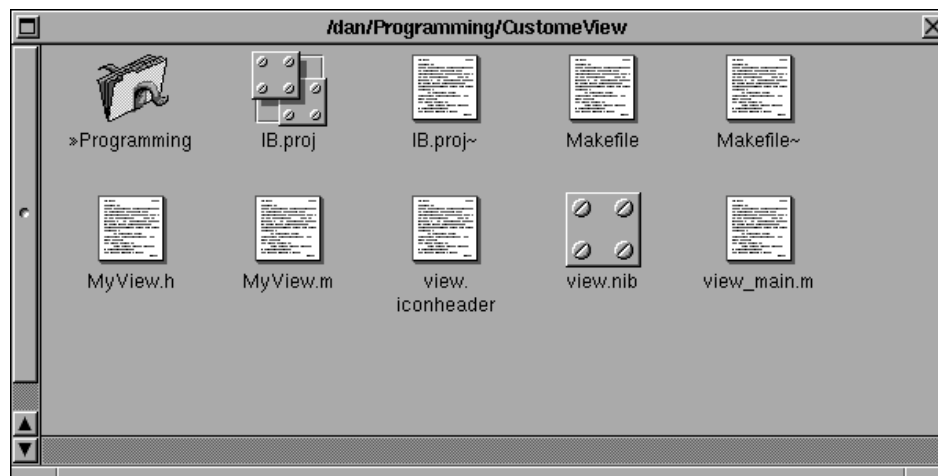 /dan/Programming/CustomeView
»Programming
IB.proj
IB.proj~
Makefile
Makefile~
MyView.h
MyView.m
view.
iconheader
view.nib
view_main.m